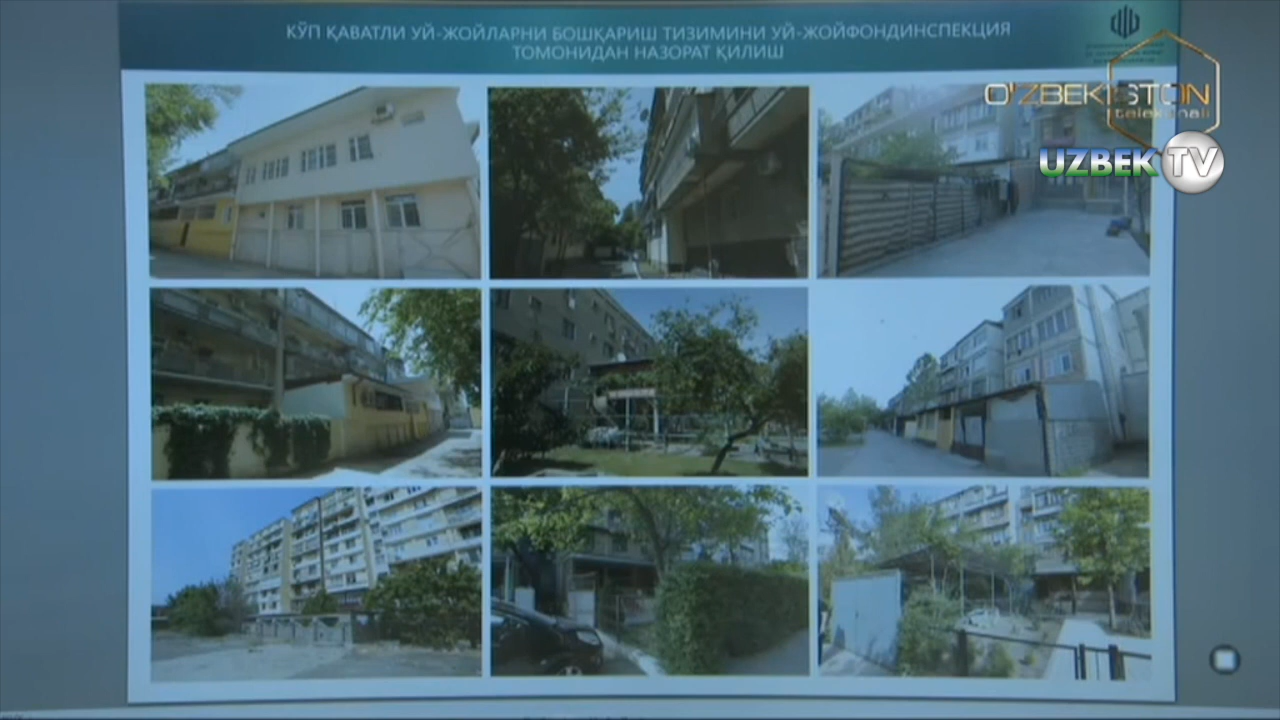 КЎП ҚАВАТЛИ УЙ-ЖОЙЛАРНИ БОШҚАРИШ ТИЗИМИНИ УЙ-ЖОЙФОНДИНСПЕКЦИЯ
ТОМОНИДАН НАЗОРАТ ҚИЛИШ
O'ZBEKISTON
telekanali
UZBEK TV